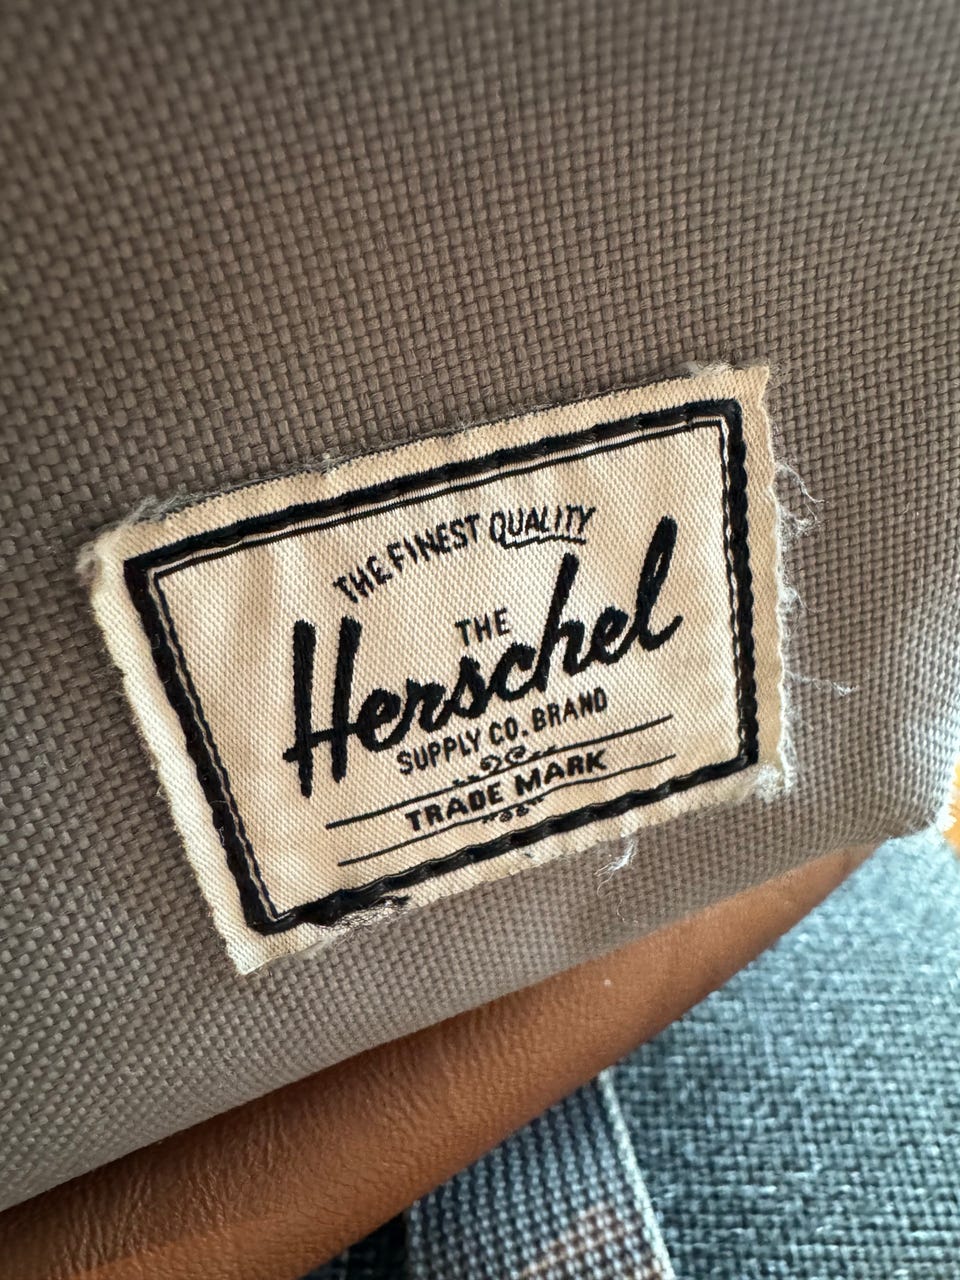 THE FINEST QUALITY
THE
Herschel
SUPPLY CO. BRAND
TRADE MARK